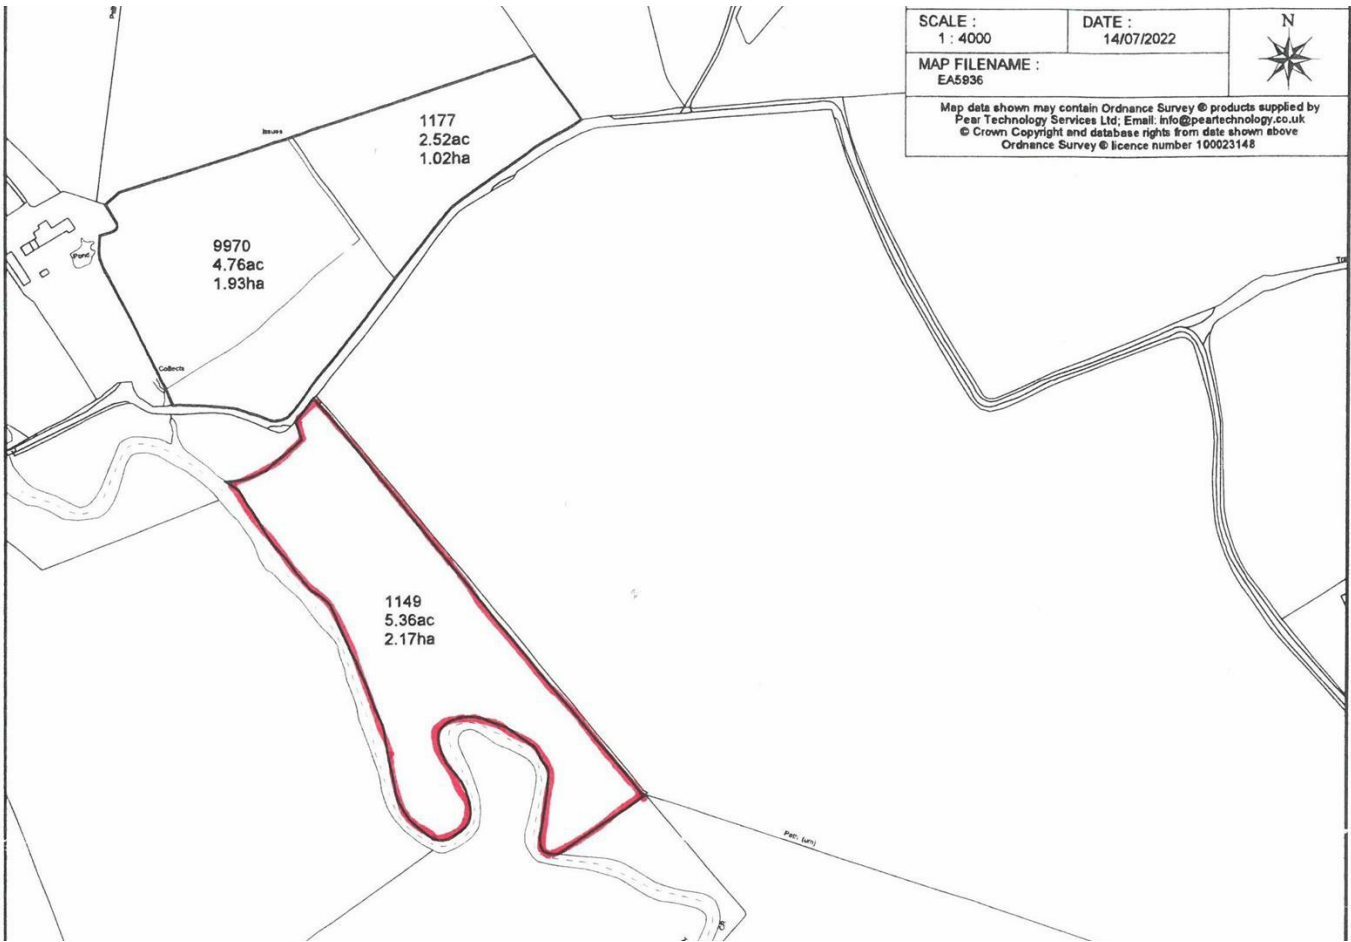 SCALE :
1 : 4000
DATE :
14/07/2022
N
MAP FILENAME :
EA5936
Map data shown may contain Ordnance Survey ® products supplied by
Pear Technology Services Ltd; Email: info@peartechnology.co.uk
© Crown Copyright and database rights from date shown above
Ordnance Survey ® licence number 100023148
1177
2.52ac
1.02ha
Issues
9970
4.76ac
1.93ha
Pond
Collects
1149
5.36ac
2.17ha
Path (um)